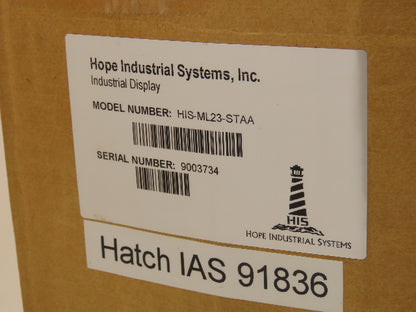 Hope Industrial Systems, Inc.
Industrial Display
MODEL NUMBER: HIS-ML23-STAA
SERIAL NUMBER: 9003734
HIS
HOPE INDUSTRIAL SYSTEMS
Hatch IAS 91836